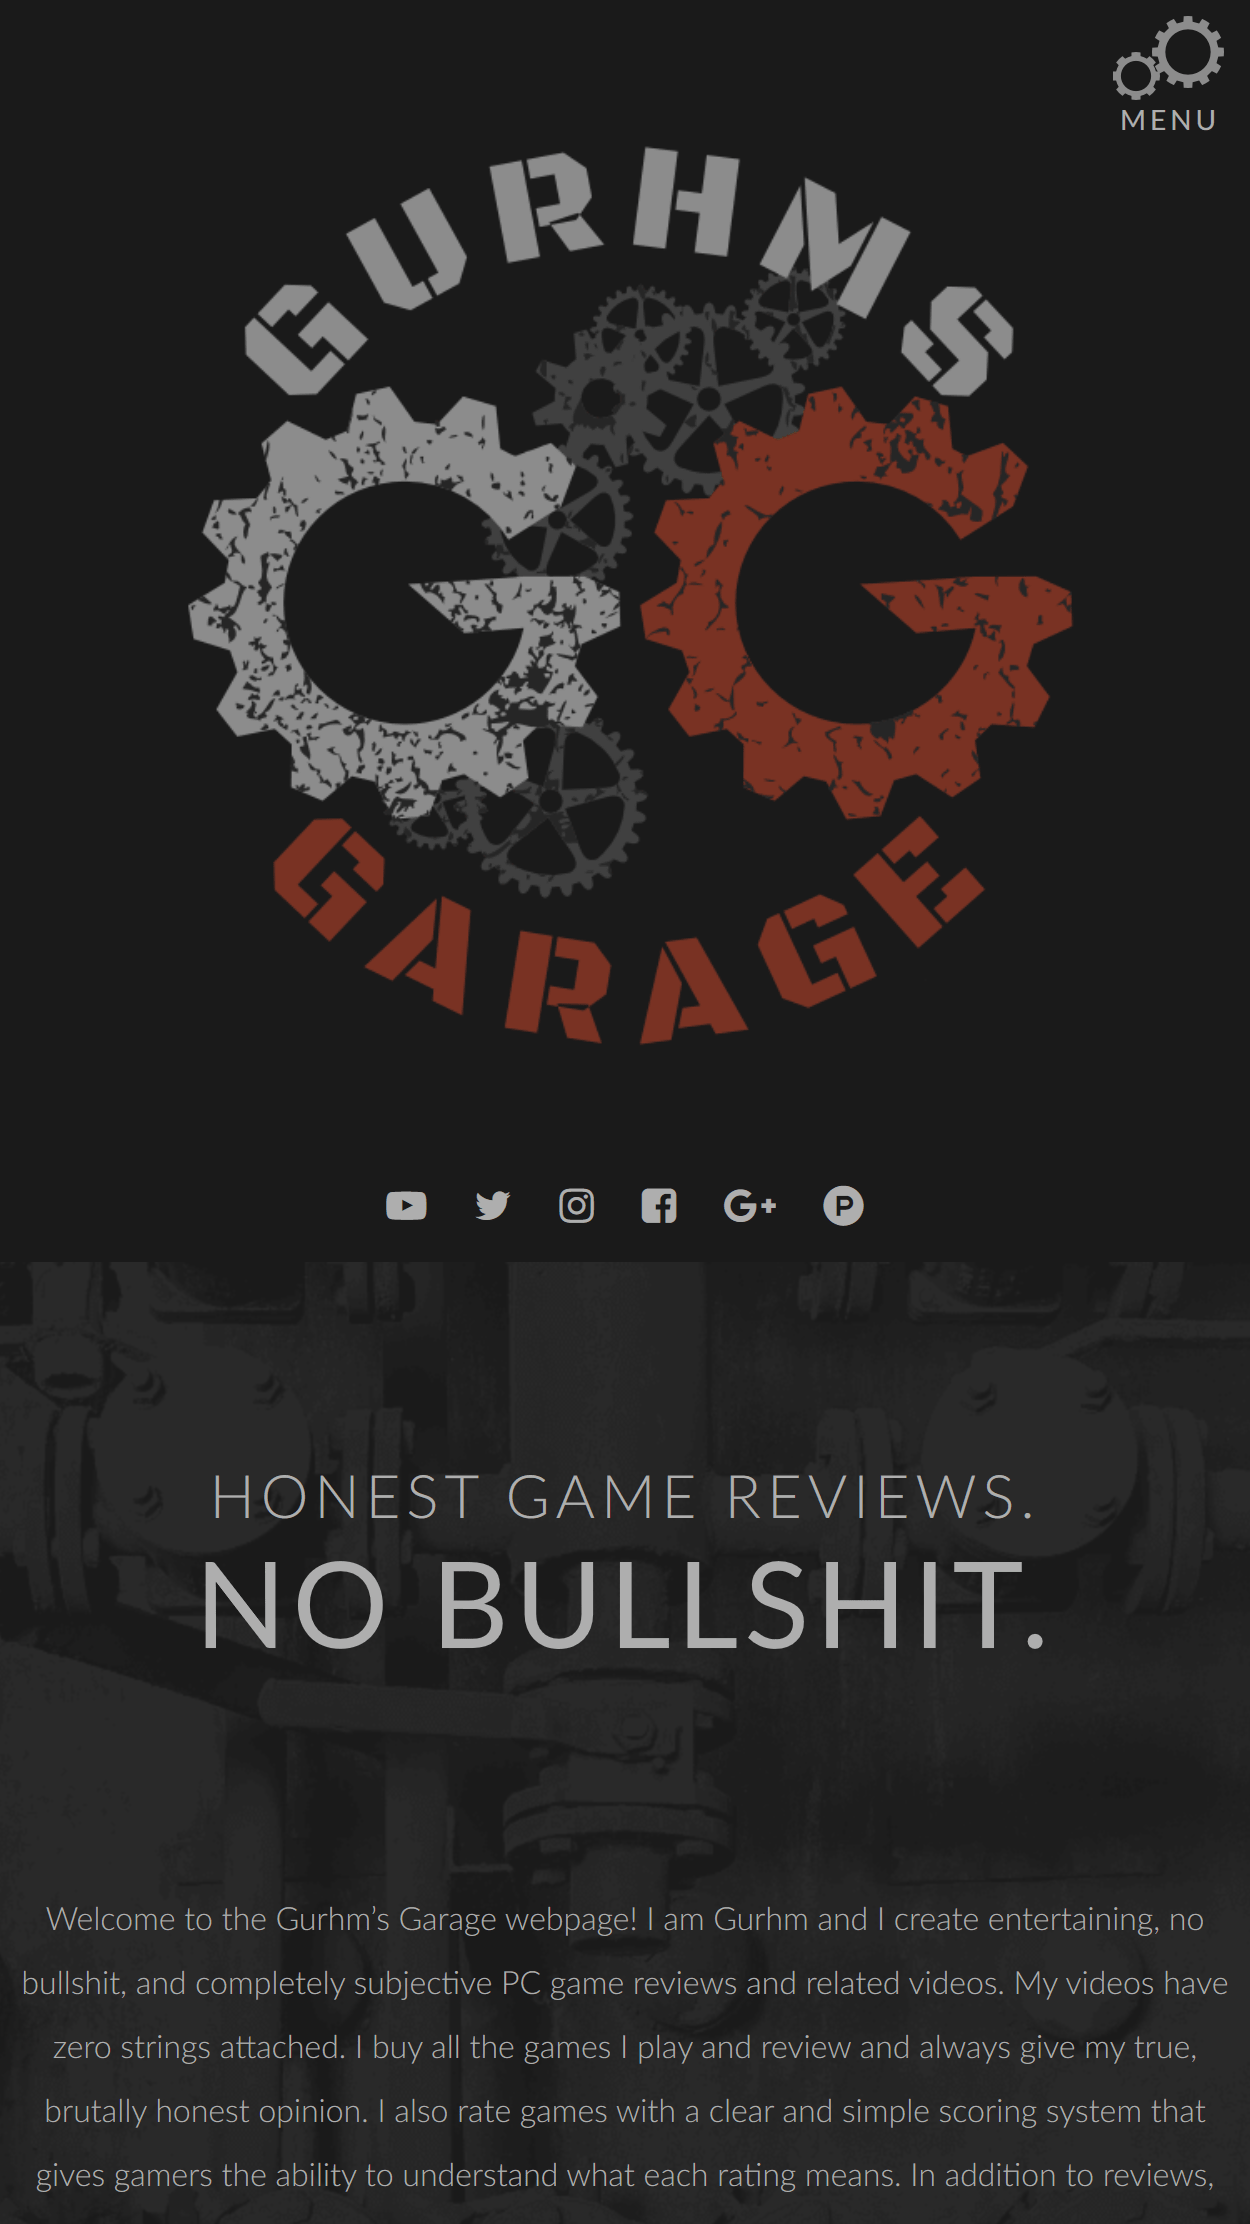 MENU
GURHMS
GARAGE
HONEST GAME REVIEWS.
NO BULLSHIT.
Welcome to the Gurhm’s Garage webpage! I am Gurhm and I create entertaining, no
bullshit, and completely subjective PC game reviews and related videos. My videos have
zero strings attached. I buy all the games I play and review and always give my true,
brutally honest opinion. I also rate games with a clear and simple scoring system that
gives gamers the ability to understand what each rating means. In addition to reviews,